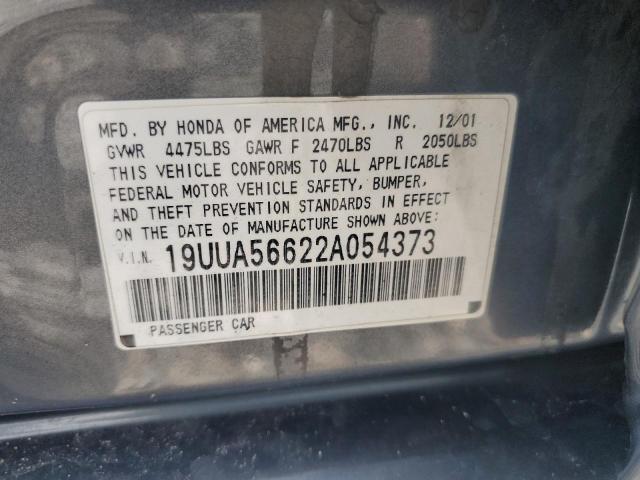 MFD. BY HONDA OF AMERICA MFG., INC. 12/01
GVWR 4475LBS GAWR F 2470LBS R 2050LBS
THIS VEHICLE CONFORMS TO ALL APPLICABLE
FEDERAL MOTOR VEHICLE SAFETY, BUMPER,
AND THEFT PREVENTION STANDARDS IN EFFECT
ON THE DATE OF MANUFACTURE SHOWN ABOVE:
V.I.N. 19UUA56622A054373
PASSENGER CAR